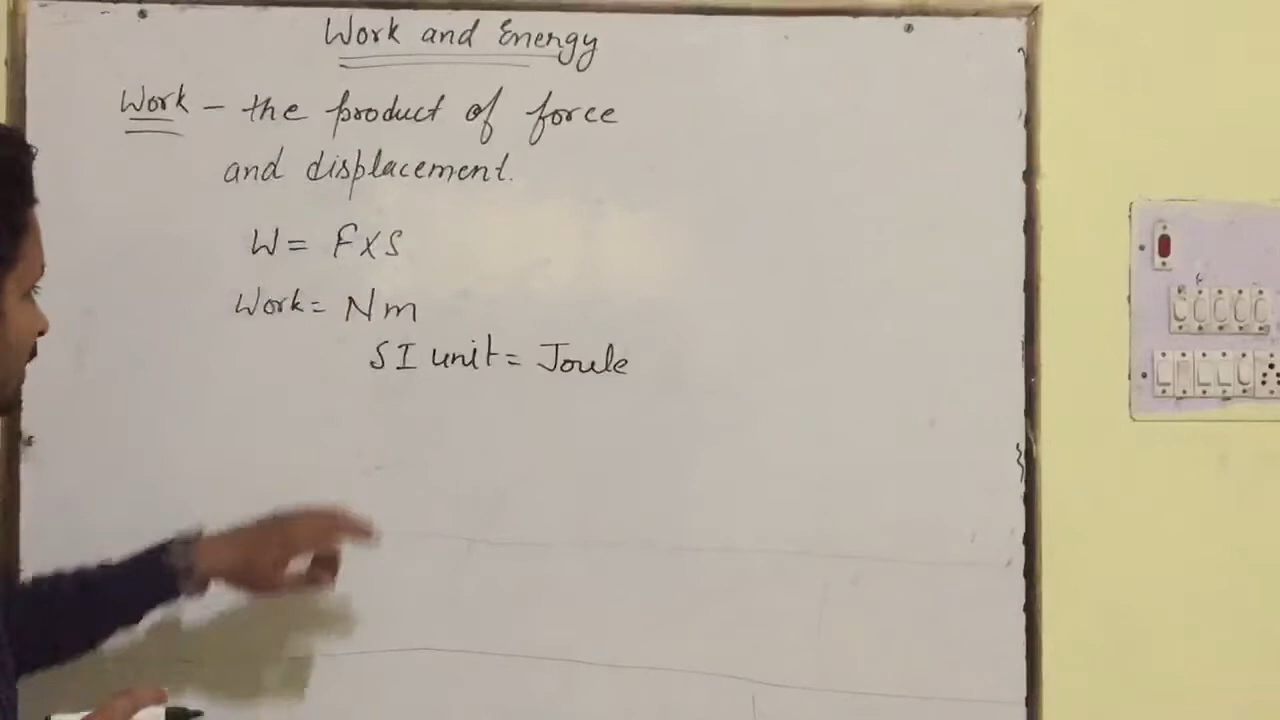 Work and Energy
Work - the product of force
and displacement.
W = F x S
Work = Nm
SI unit = Joule